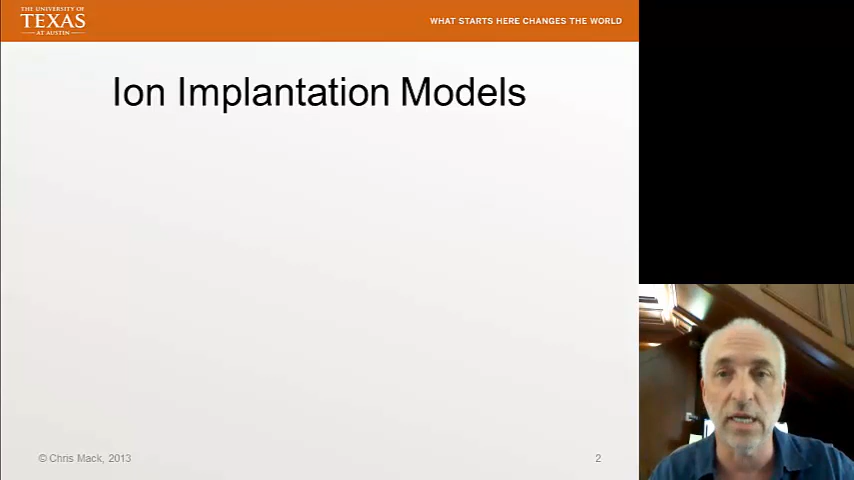 THE UNIVERSITY OF
TEXAS
AT AUSTIN
WHAT STARTS HERE CHANGES THE WORLD
Ion Implantation Models
© Chris Mack, 2013
2